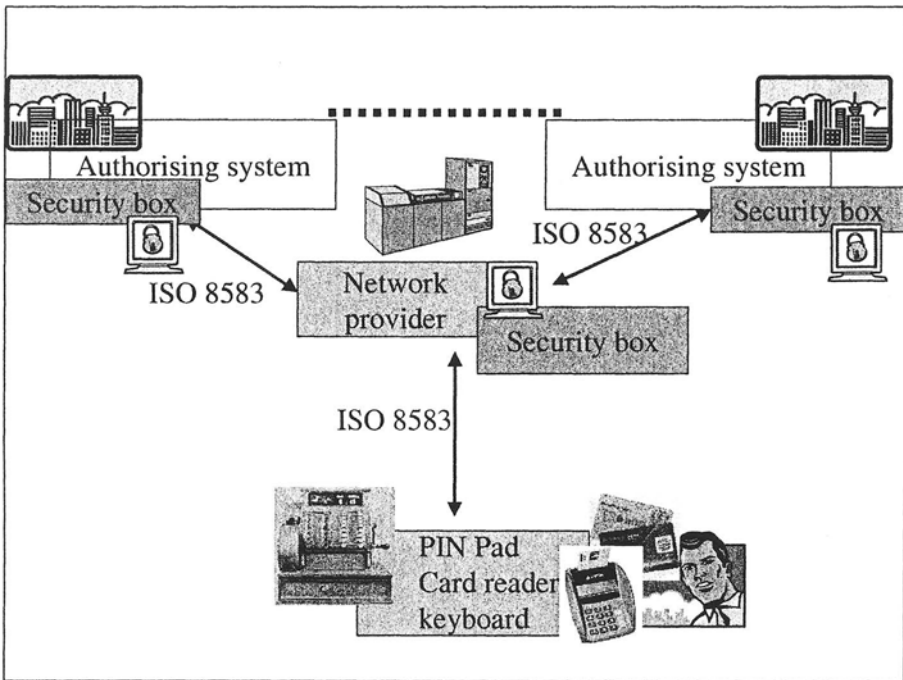 Authorising system
Security box
ISO 8583
Authorising system
Security box
ISO 8583
Network
provider
Security box
ISO 8583
PIN Pad
Card reader
keyboard